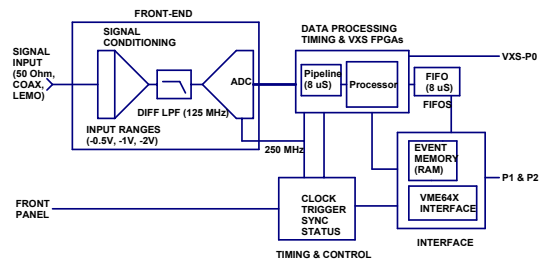 FRONT-END
SIGNAL
CONDITIONING
SIGNAL
INPUT
(50 Ohm,
COAX,
LEMO)
ADC
DIFF LPF (125 MHz)
INPUT RANGES
(-0.5V, -1V, -2V)
250 MHz
DATA PROCESSING
TIMING & VXS FPGAs
Pipeline
(8 uS)
Processor
VXS-P0
FIFO
(8 uS)
FIFOS
EVENT
MEMORY
(RAM)
VME64X
INTERFACE
P1 & P2
INTERFACE
FRONT
PANEL
CLOCK
TRIGGER
SYNC
STATUS
TIMING & CONTROL